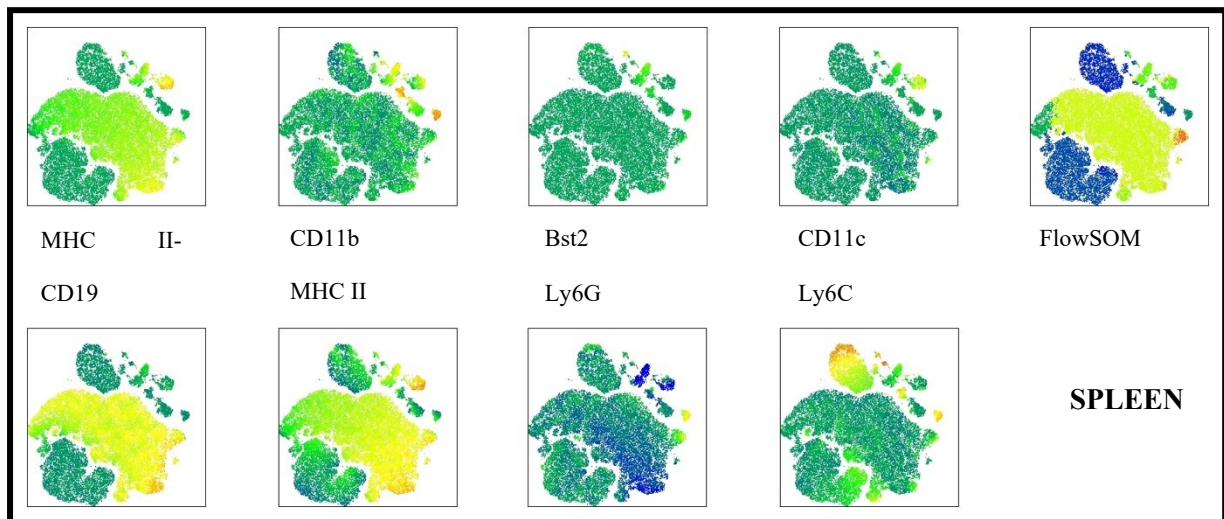 MHC II-
CD11b
Bst2
CD11c
FlowSOM
CD19
MHC II
Ly6G
Ly6C
SPLEEN